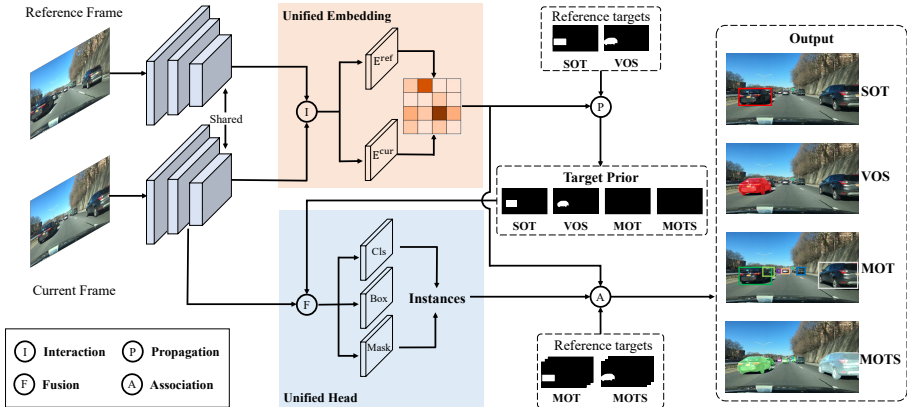 Reference Frame
Shared
Current Frame
Unified Embedding
I
E^ref
E^cur
Reference targets
SOT VOS
P
Target Prior
SOT VOS MOT MOTS
Unified Head
F
Cls
Box
Mask
Instances
A
Reference targets
MOT MOTS
Output
SOT
VOS
MOT
MOTS
I Interaction P Propagation
F Fusion A Association